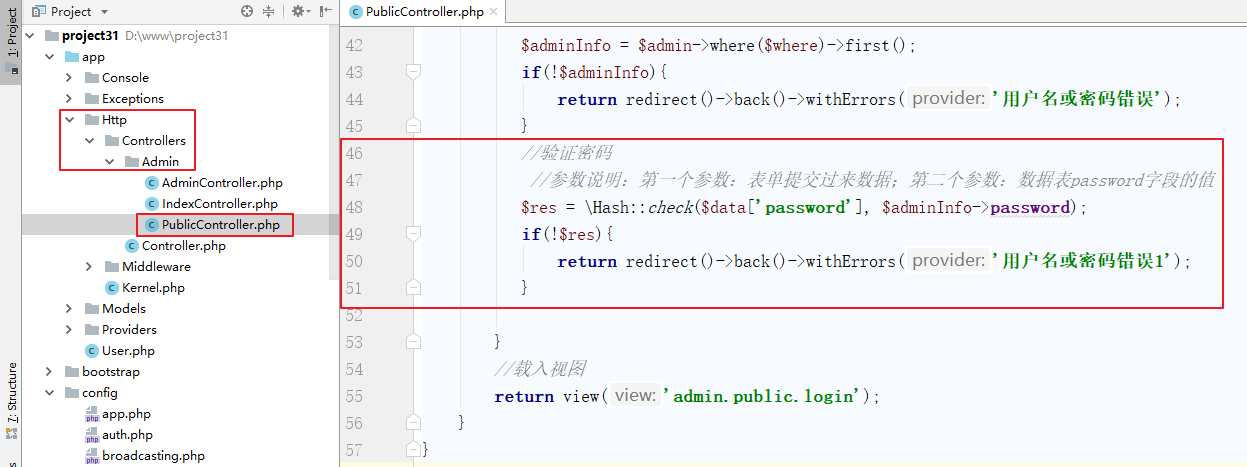 1: Project
7: Structure
Project
project31 D:\www\project31
app
Console
Exceptions
Http
Controllers
Admin
AdminController.php
IndexController.php
PublicController.php
Controller.php
Middleware
Kernel.php
Models
Providers
User.php
bootstrap
config
app.php
auth.php
broadcasting.php
PublicController.php
42 $adminInfo = $admin->where($where)->first();
43 if(!$adminInfo){
44 return redirect()->back()->withErrors( provider: '用户名或密码错误');
45 }
46 //验证密码
47 //参数说明：第一个参数：表单提交过来数据；第二个参数：数据表password字段的值
48 $res = \Hash::check($data['password'], $adminInfo->password);
49 if(!$res){
50 return redirect()->back()->withErrors( provider: '用户名或密码错误1');
51 }
52
53 }
54 //载入视图
55 return view( view: 'admin.public.login');
56 }
57 }